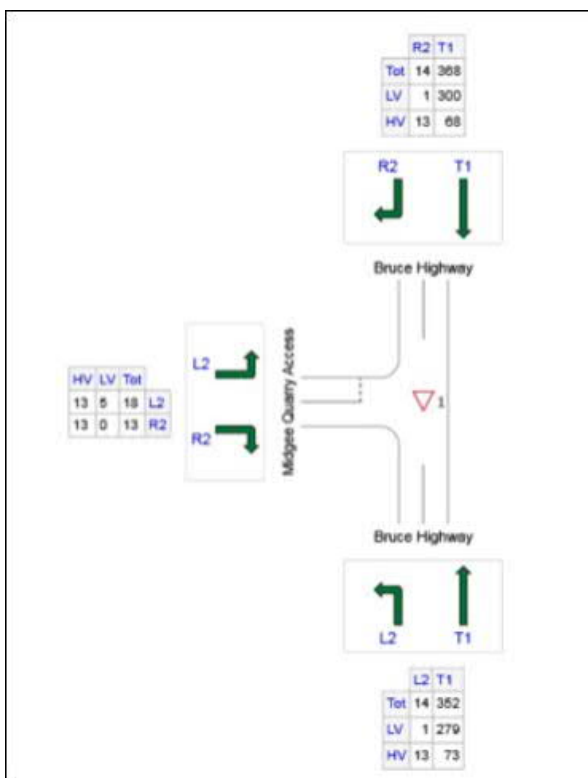 R2 T1
Tot 14 368
LV 1 300
HV 13 68
R2 T1
Bruce Highway
L2
R2
Midgee Quarry Access
HV LV Tot
13 5 18 L2
13 0 13 R2
1
Bruce Highway
L2 T1
L2 T1
Tot 14 352
LV 1 279
HV 13 73